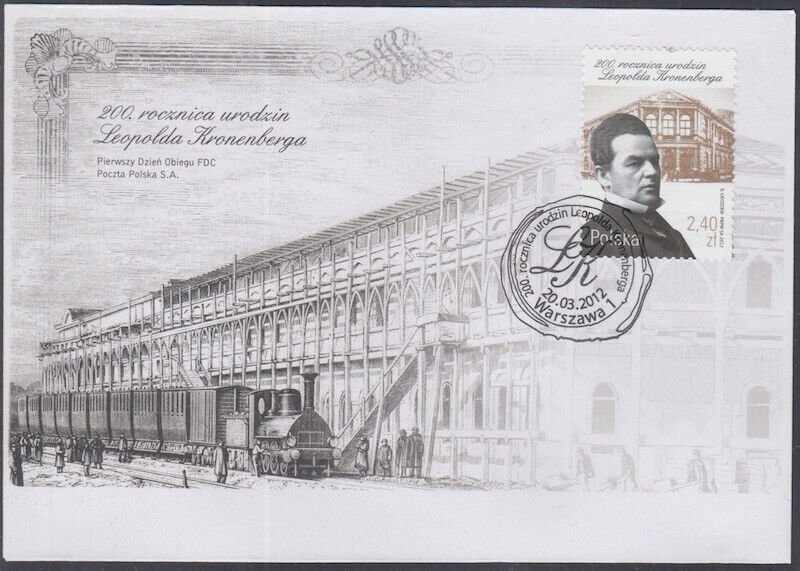 200. rocznica urodzin
Leopolda Kronenberga
Pierwszy Dzień Obiegu FDC
Poczta Polska S.A.
200. rocznica urodzin
Leopolda Kronenberga
2,40
zł
Polska
200. rocznica urodzin Leopolda Kronenberga
LK
20.03.2012
Warszawa 1